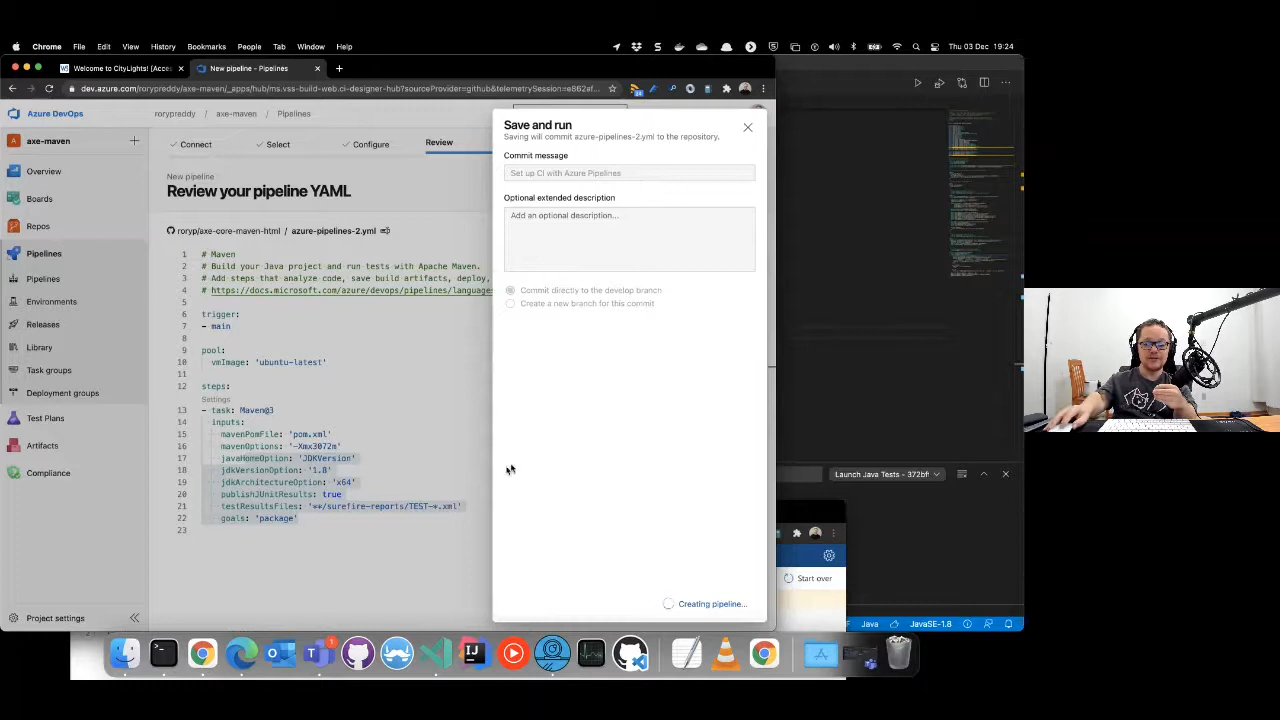 Chrome File Edit View History Bookmarks People Tab Window Help
Thu 03 Dec 19:24
Welcome to CityLights! [Acces
New pipeline - Pipelines
dev.azure.com/rorypreddy/axe-maven/_apps/hub/ms.vss-build-web.ci-designer-hub?sourceProvider=github&telemetrySession=e862af...
Azure DevOps
rorypreddy / axe-maven / Pipelines
axe-maven
Overview
Boards
Repos
Pipelines
Pipelines
Environments
Releases
Library
Task groups
Deployment groups
Test Plans
Artifacts
Compliance
Project settings
Connect
Select
Configure
Review
New pipeline
Review your pipeline YAML
azure-pipelines-2.yml
1 # Maven
2 # Build your Java project and run tests with Apache Maven.
3 # Add steps that analyze code, save build artifacts, deploy,
4 # https://docs.microsoft.com/azure/devops/pipelines/languages
5
6 trigger:
7 - main
8
9 pool:
10 vmImage: 'ubuntu-latest'
11
12 steps:
Settings
13 - task: Maven@3
14 inputs:
15 mavenPomFile: 'pom.xml'
16 mavenOptions: '-Xmx3072m'
17 javaHomeOption: 'JDKVersion'
18 jdkVersionOption: '1.8'
19 jdkArchitectureOption: 'x64'
20 publishJUnitResults: true
21 testResultsFiles: '**/surefire-reports/TEST-*.xml'
22 goals: 'package'
23
Save and run
Saving will commit azure-pipelines-2.yml to the repository.
Commit message
Set up CI with Azure Pipelines
Optional extended description
Add an optional description...
Commit directly to the develop branch
Create a new branch for this commit
Creating pipeline...
Launch Java Tests - 372bf
Start over
Java
JavaSE-1.8